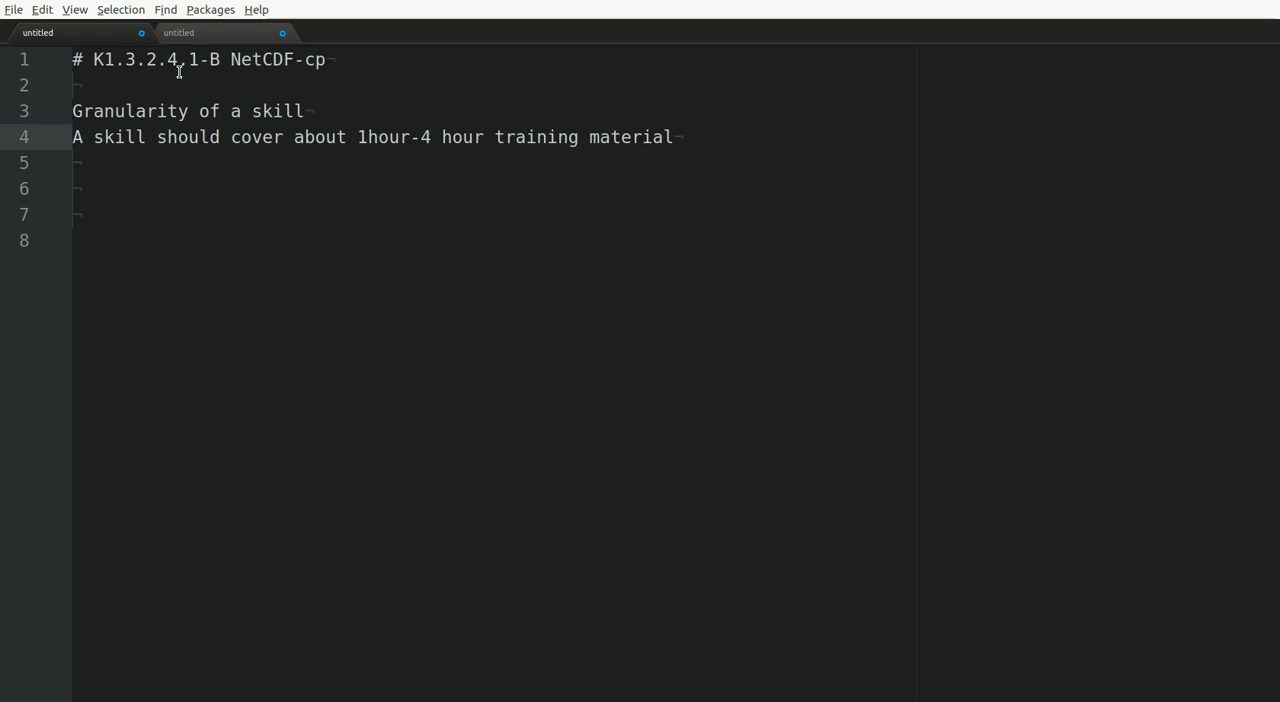 File Edit View Selection Find Packages Help
untitled untitled
1 # K1.3.2.4.1-B NetCDF-cp¬
2 ¬
3 Granularity of a skill¬
4 A skill should cover about 1hour-4 hour training material¬
5 ¬
6 ¬
7 ¬
8